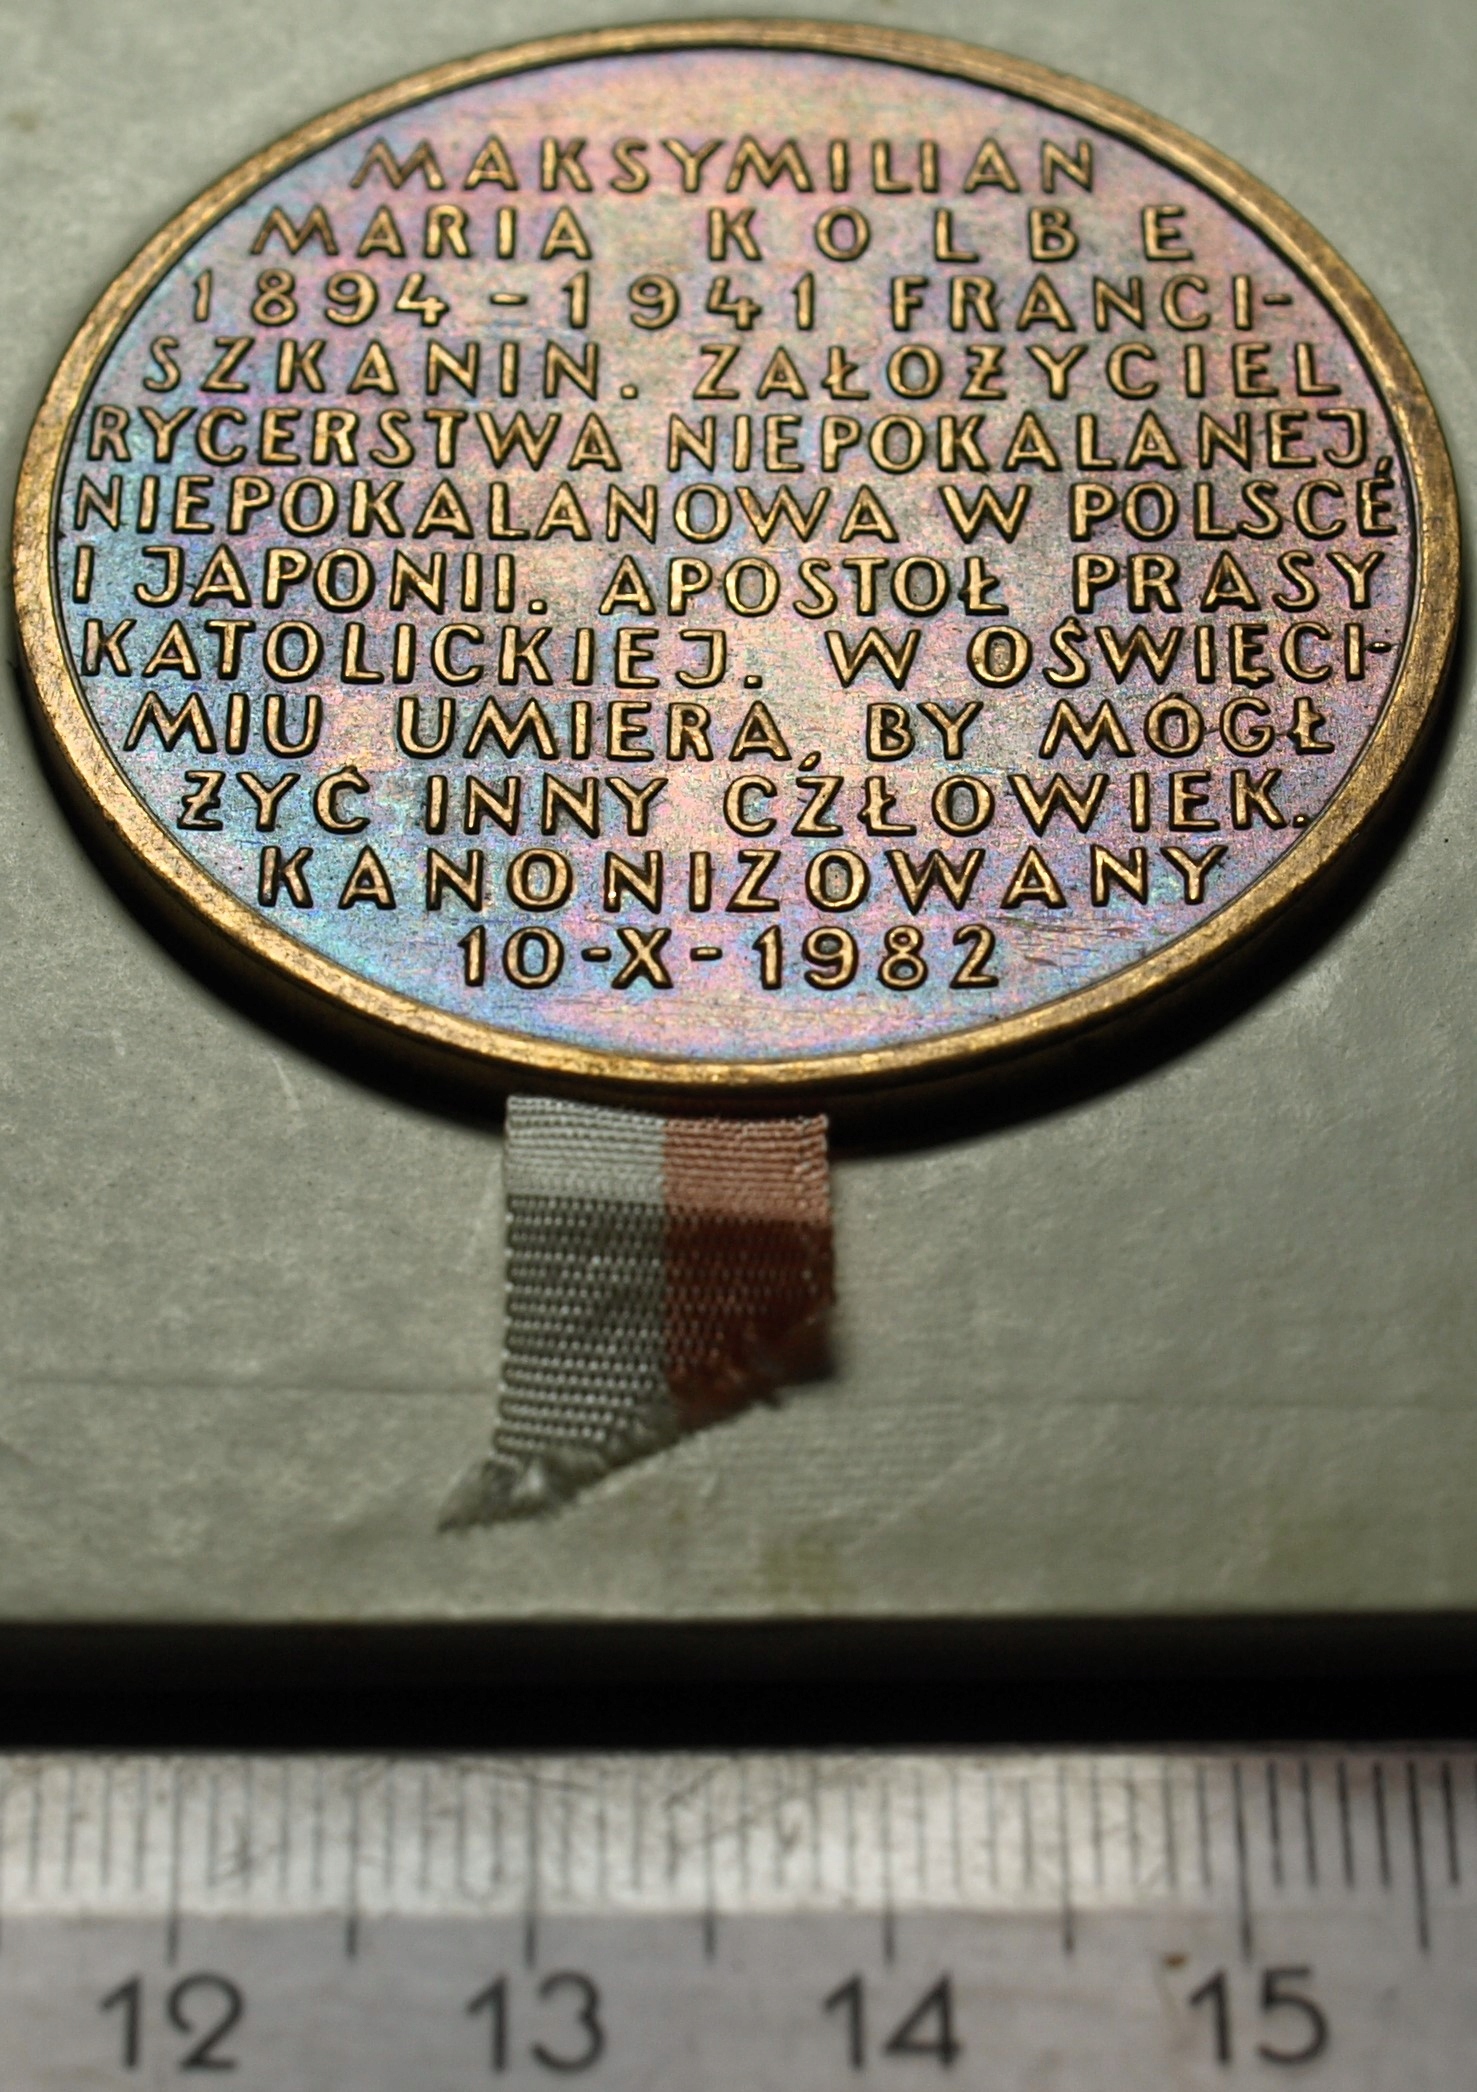 MAKSYMILIAN
MARIA KOLBE
1894-1941 FRANCI-
SZKANIN. ZAŁOŻYCIEL
RYCERSTWA NIEPOKALANEJ,
NIEPOKALANOWA W POLSCE
I JAPONII. APOSTOŁ PRASY
KATOLICKIEJ. W OŚWIĘCI-
MIU UMIERA, BY MÓGŁ
ŻYĆ INNY CZŁOWIEK.
KANONIZOWANY
10-X-1982
12 13 14 15